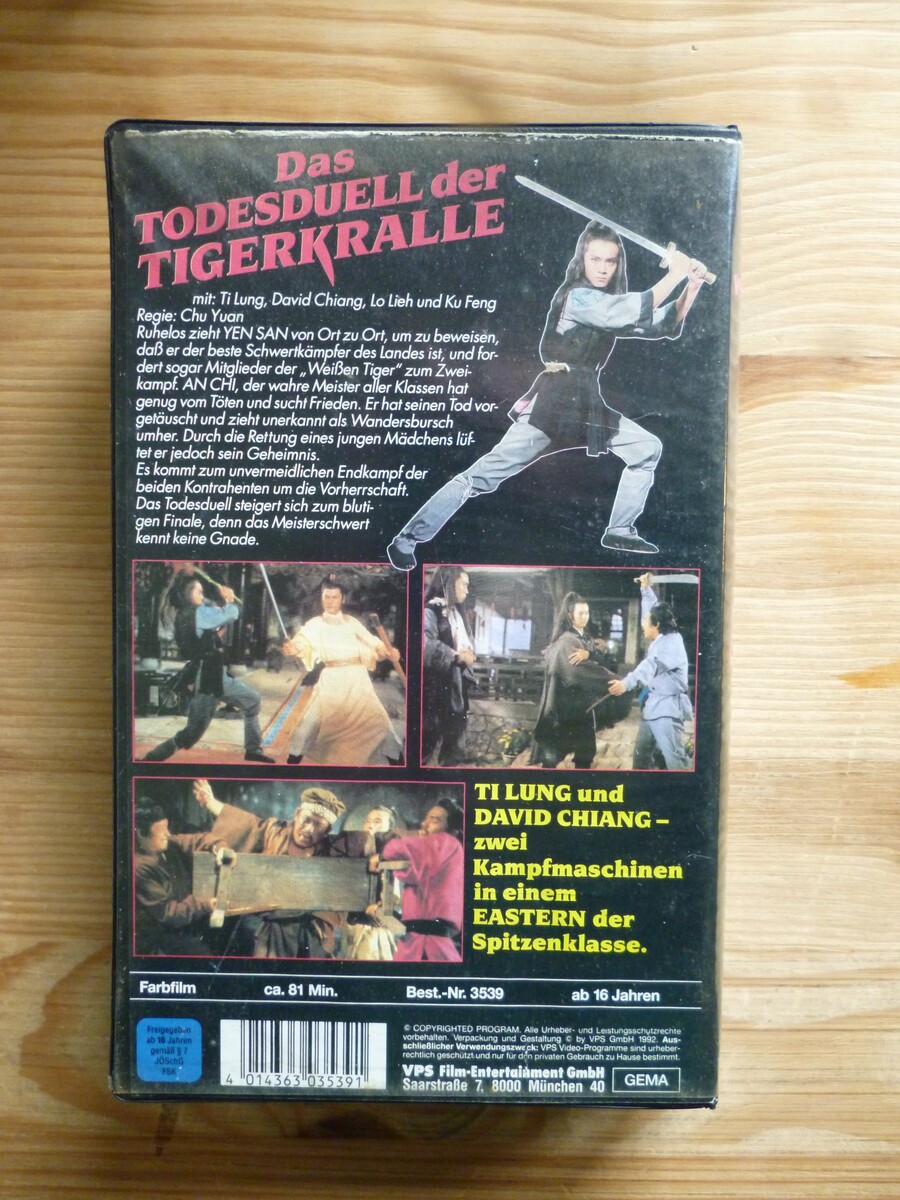 Das
TODESDUELL der
TIGERKRALLE
mit: Ti Lung, David Chiang, Lo Lieh und Ku Feng
Regie: Chu Yuan
Ruhelos zieht YEN SAN von Ort zu Ort, um zu beweisen,
daß er der beste Schwertkämpfer des Landes ist, und for-
dert sogar Mitglieder der „Weißen Tiger“ zum Zwei-
kampf. AN CHI, der wahre Meister aller Klassen hat
genug vom Töten und sucht Frieden. Er hat seinen Tod vor-
getäuscht und zieht unerkannt als Wandersbursch
umher. Durch die Rettung eines jungen Mädchens lüf-
tet er jedoch sein Geheimnis.
Es kommt zum unvermeidlichen Endkampf der
beiden Kontrahenten um die Vorherrschaft.
Das Todesduell steigert sich zum bluti-
gen Finale, denn das Meisterschwert
kennt keine Gnade.
TI LUNG und
DAVID CHIANG –
zwei
Kampfmaschinen
in einem
EASTERN der
Spitzenklasse.
Farbfilm ca. 81 Min. Best.-Nr. 3539 ab 16 Jahren
Freigegeben
ab 16 Jahren
gemäß § 7
JÖSchG
FSK
4 014363 035391
© COPYRIGHTED PROGRAM. Alle Urheber- und Leistungsschutzrechte
vorbehalten. Verpackung und Gestaltung © by VPS GmbH 1992. Aus-
schließlicher Verwendungszweck: VPS Video-Programme sind urheber-
rechtlich geschützt und nur für den privaten Gebrauch zu Hause bestimmt.
VPS Film-Entertainment GmbH
Saarstraße 7, 8000 München 40
GEMA